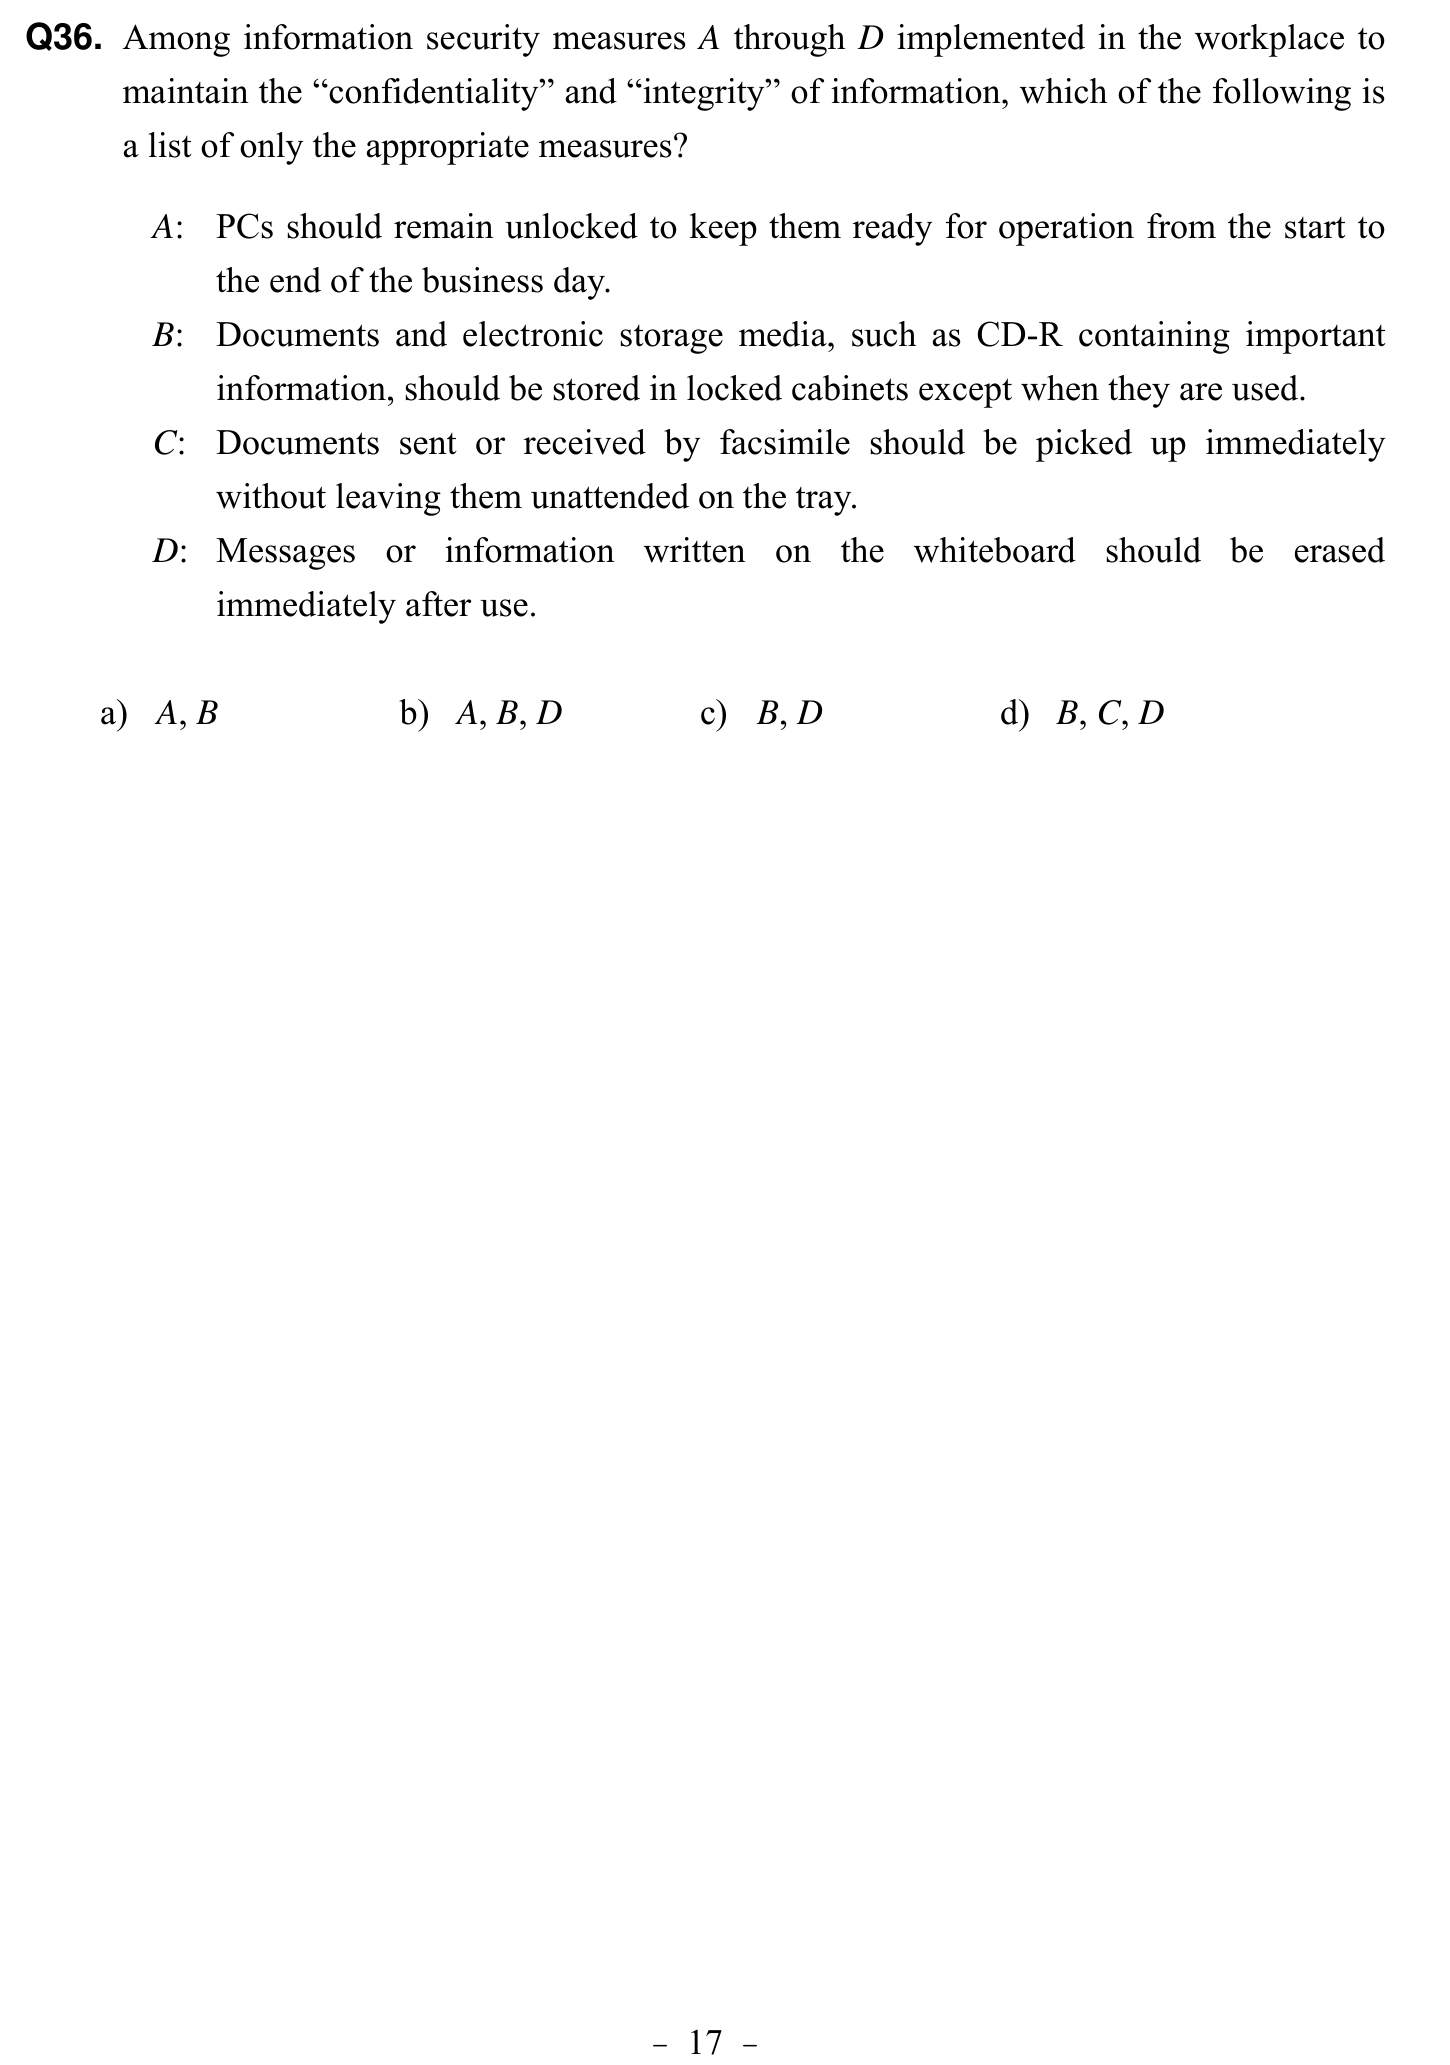 Q36. Among information security measures A through D implemented in the workplace to
maintain the “confidentiality” and “integrity” of information, which of the following is
a list of only the appropriate measures?
A: PCs should remain unlocked to keep them ready for operation from the start to
the end of the business day.
B: Documents and electronic storage media, such as CD-R containing important
information, should be stored in locked cabinets except when they are used.
C: Documents sent or received by facsimile should be picked up immediately
without leaving them unattended on the tray.
D: Messages or information written on the whiteboard should be erased
immediately after use.
a) A, B b) A, B, D c) B, D d) B, C, D
– 17 –